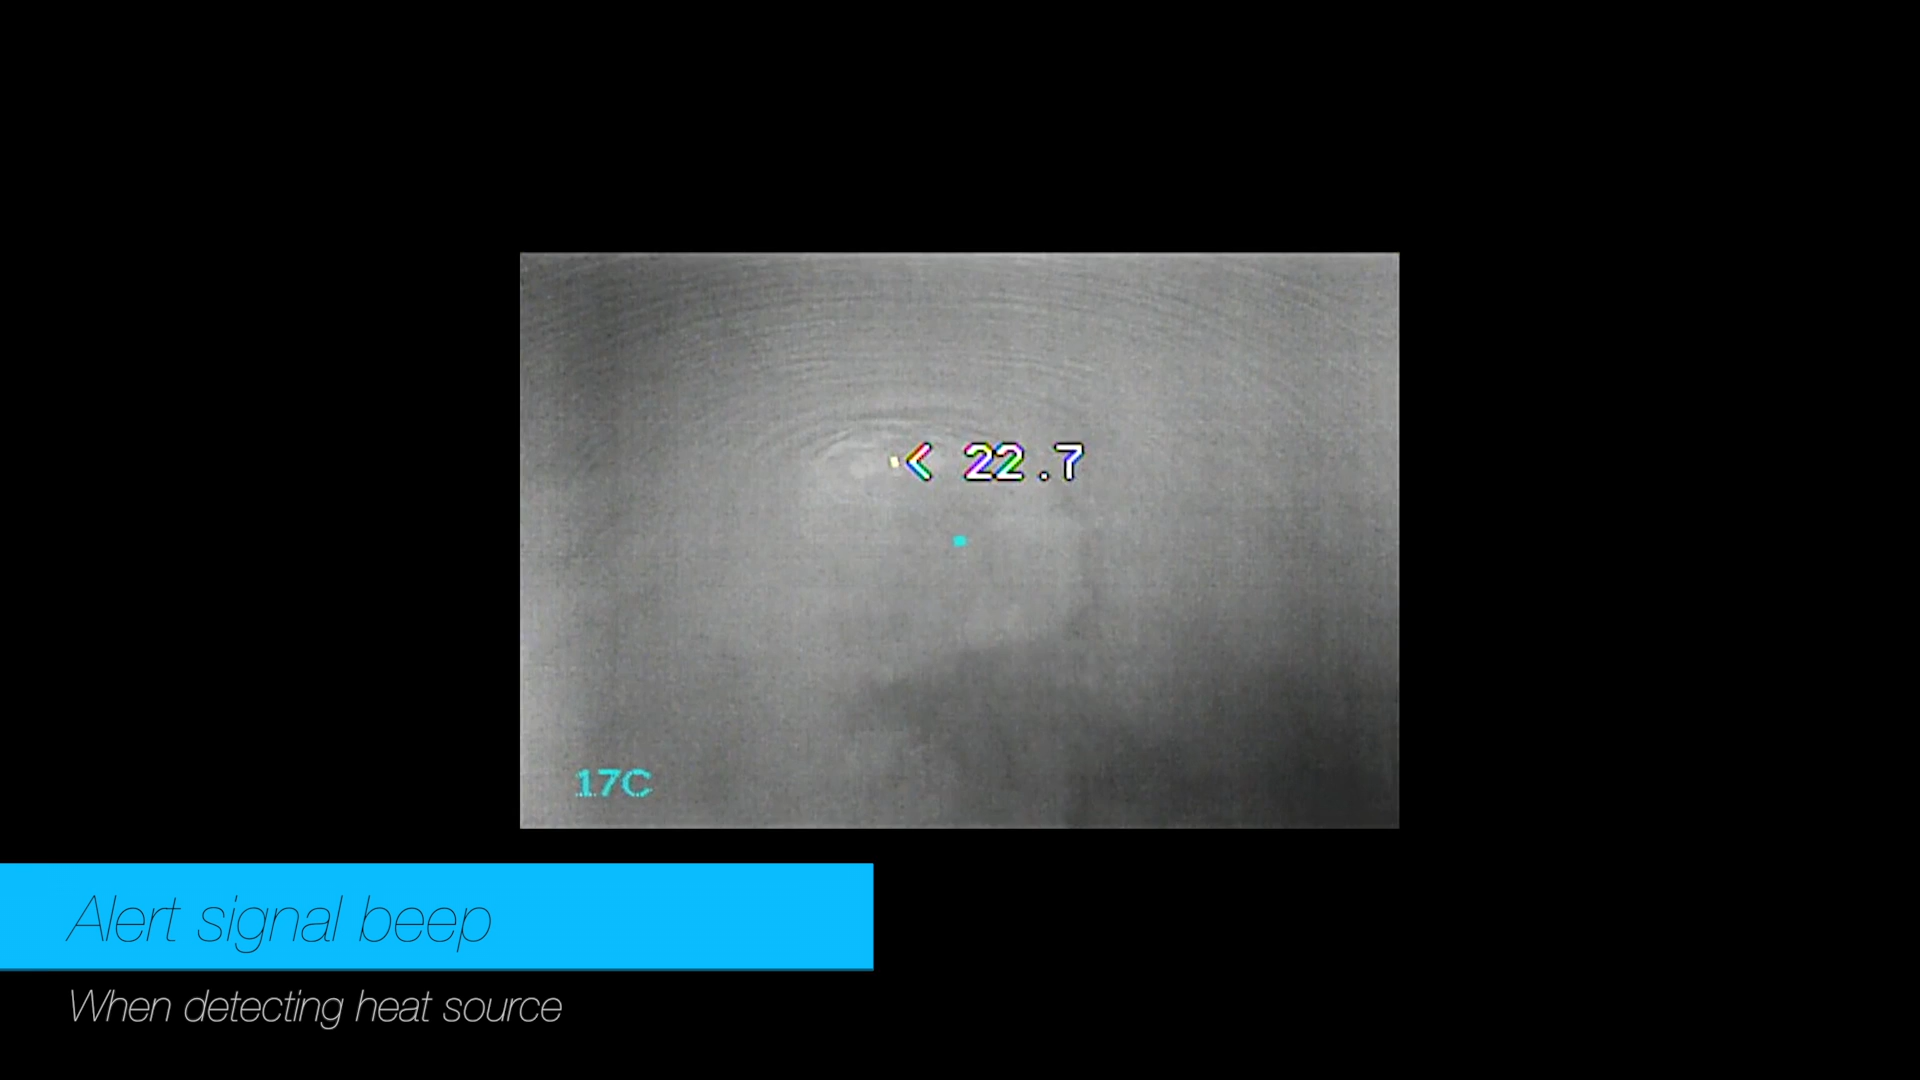 < 22.7
17C
Alert signal beep
When detecting heat source